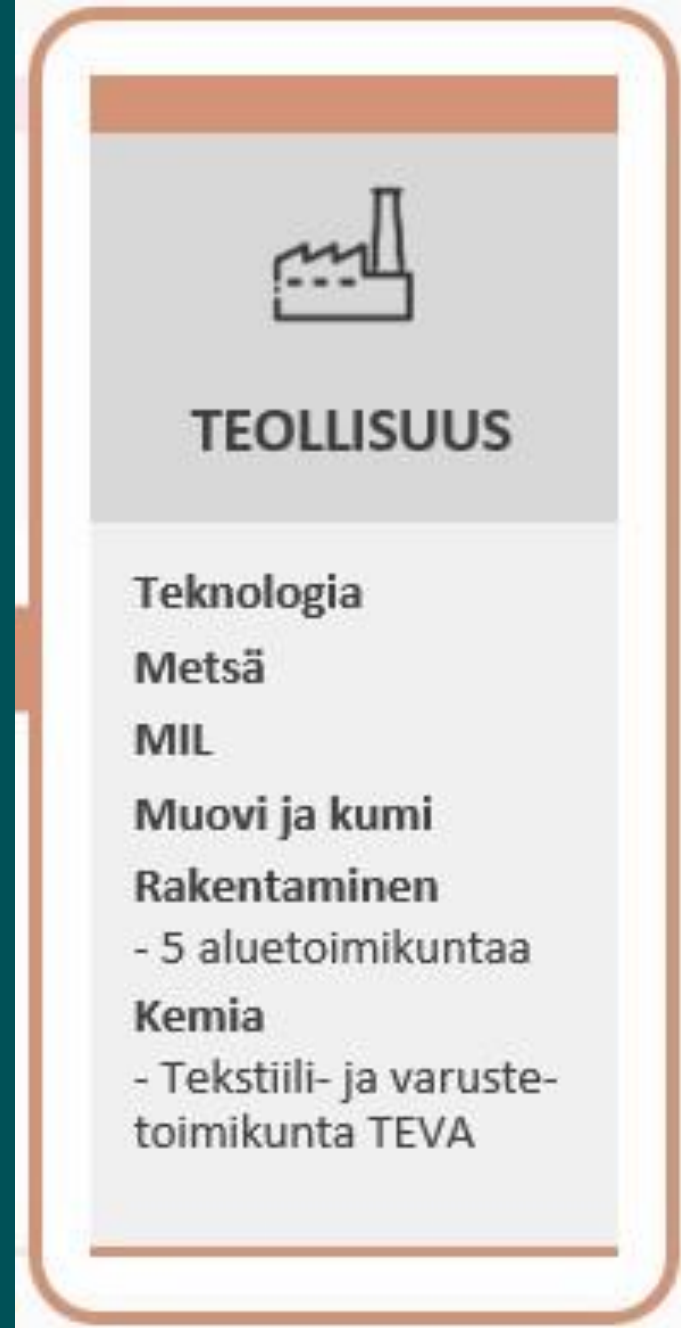 TEOLLISUUS
Teknologia
Metsä
MIL
Muovi ja kumi
Rakentaminen
- 5 aluetoimikuntaa
Kemia
- Tekstiili- ja varuste-
toimikunta TEVA